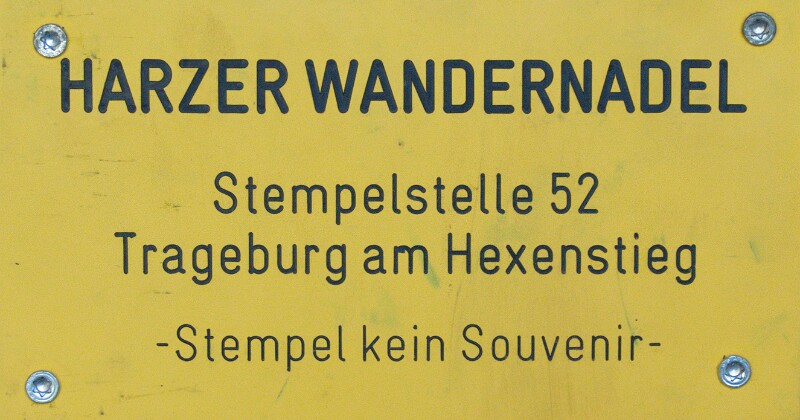 HARZER WANDERNADEL
Stempelstelle 52
Trageburg am Hexenstieg
-Stempel kein Souvenir-